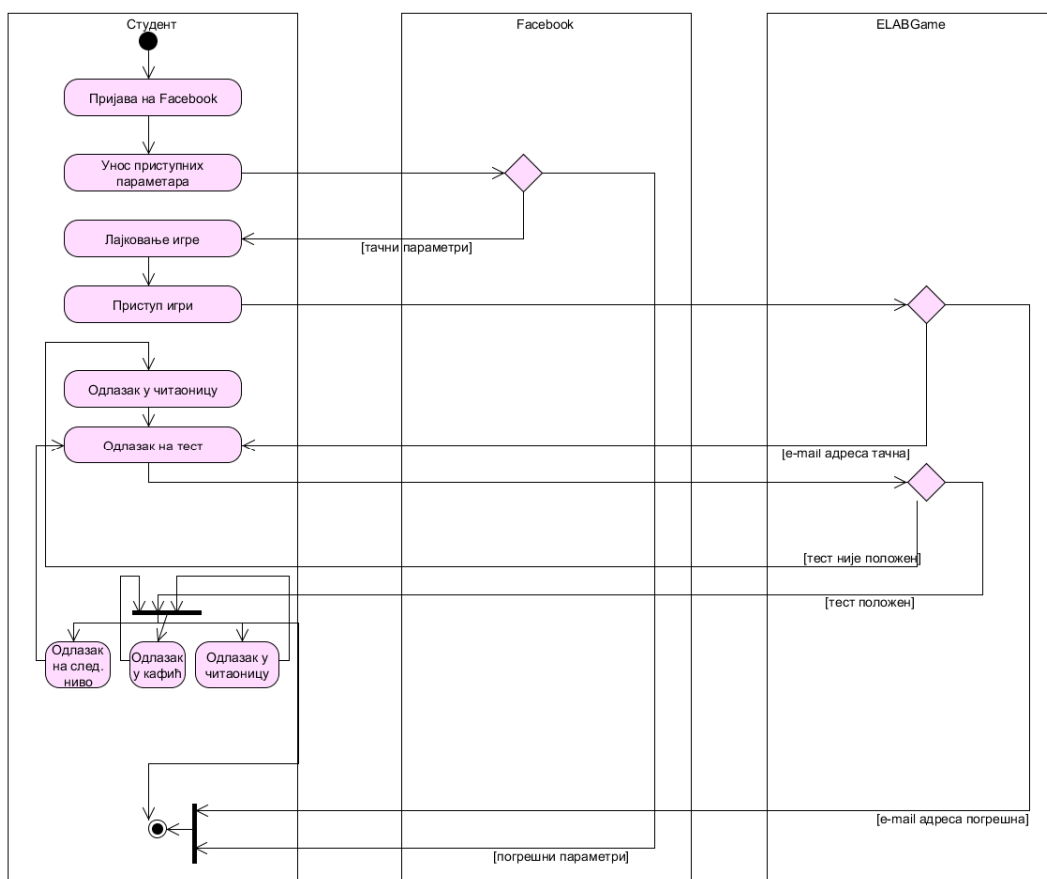 Студент
Facebook
ELABGame
Пријава на Facebook
Унос приступних
параметара
Лајковање игре
[тачни параметри]
Приступ игри
Одлазак у читаоницу
Одлазак на тест
[e-mail адреса тачна]
[тест није положен]
[тест положен]
Одлазак
на след.
ниво
Одлазак
у кафић
Одлазак у
читаоницу
[e-mail адреса погрешна]
[погрешни параметри]